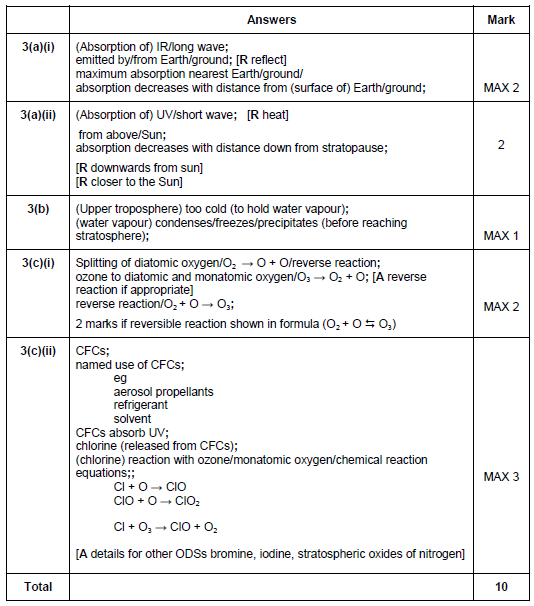 Answers Mark
3(a)(i) (Absorption of) IR/long wave;
emitted by/from Earth/ground; [R reflect]
maximum absorption nearest Earth/ground/
absorption decreases with distance from (surface of) Earth/ground; MAX 2
3(a)(ii) (Absorption of) UV/short wave; [R heat]
from above/Sun;
absorption decreases with distance down from stratopause; 2
[R downwards from sun]
[R closer to the Sun]
3(b) (Upper troposphere) too cold (to hold water vapour);
(water vapour) condenses/freezes/precipitates (before reaching
stratosphere); MAX 1
3(c)(i) Splitting of diatomic oxygen/O₂ → O + O/reverse reaction;
ozone to diatomic and monatomic oxygen/O₃ → O₂ + O; [A reverse
reaction if appropriate]
reverse reaction/O₂ + O → O₃; MAX 2
2 marks if reversible reaction shown in formula (O₂ + O ⇆ O₃)
3(c)(ii) CFCs;
named use of CFCs;
eg
aerosol propellants
refrigerant
solvent
CFCs absorb UV;
chlorine (released from CFCs);
(chlorine) reaction with ozone/monatomic oxygen/chemical reaction
equations;; MAX 3
Cl + O → ClO
ClO + O → ClO₂
Cl + O₃ → ClO + O₂
[A details for other ODSs bromine, iodine, stratospheric oxides of nitrogen]
Total 10